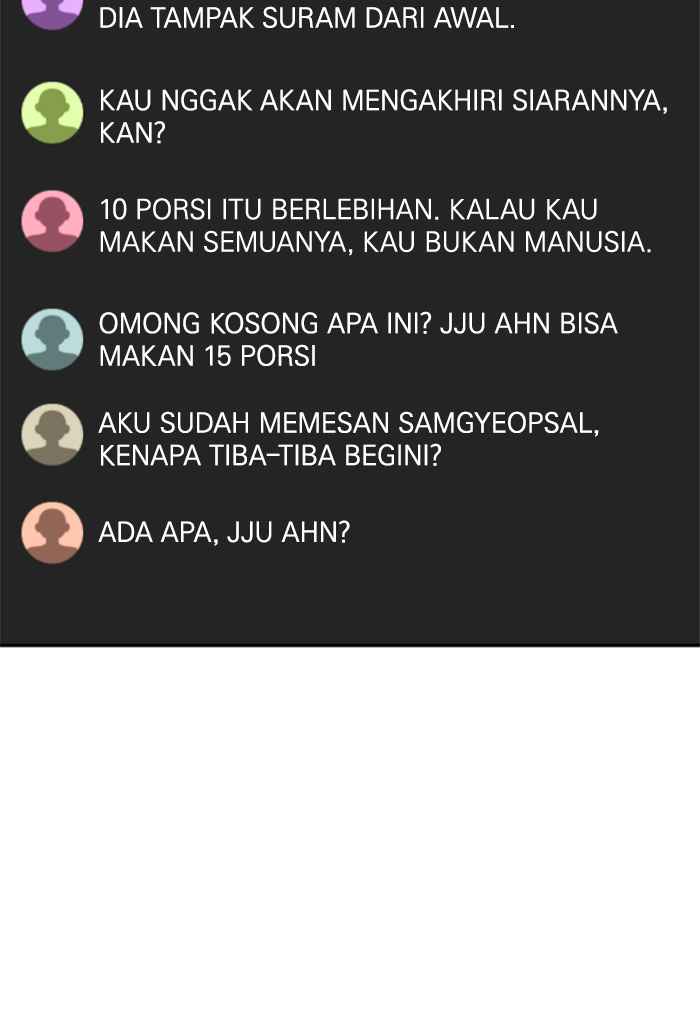 DIA TAMPAK SURAM DARI AWAL.
KAU NGGAK AKAN MENGAKHIRI SIARANNYA,
KAN?
10 PORSI ITU BERLEBIHAN. KALAU KAU
MAKAN SEMUANYA, KAU BUKAN MANUSIA.
OMONG KOSONG APA INI? JJU AHN BISA
MAKAN 15 PORSI
AKU SUDAH MEMESAN SAMGYEOPSAL,
KENAPA TIBA-TIBA BEGINI?
ADA APA, JJU AHN?